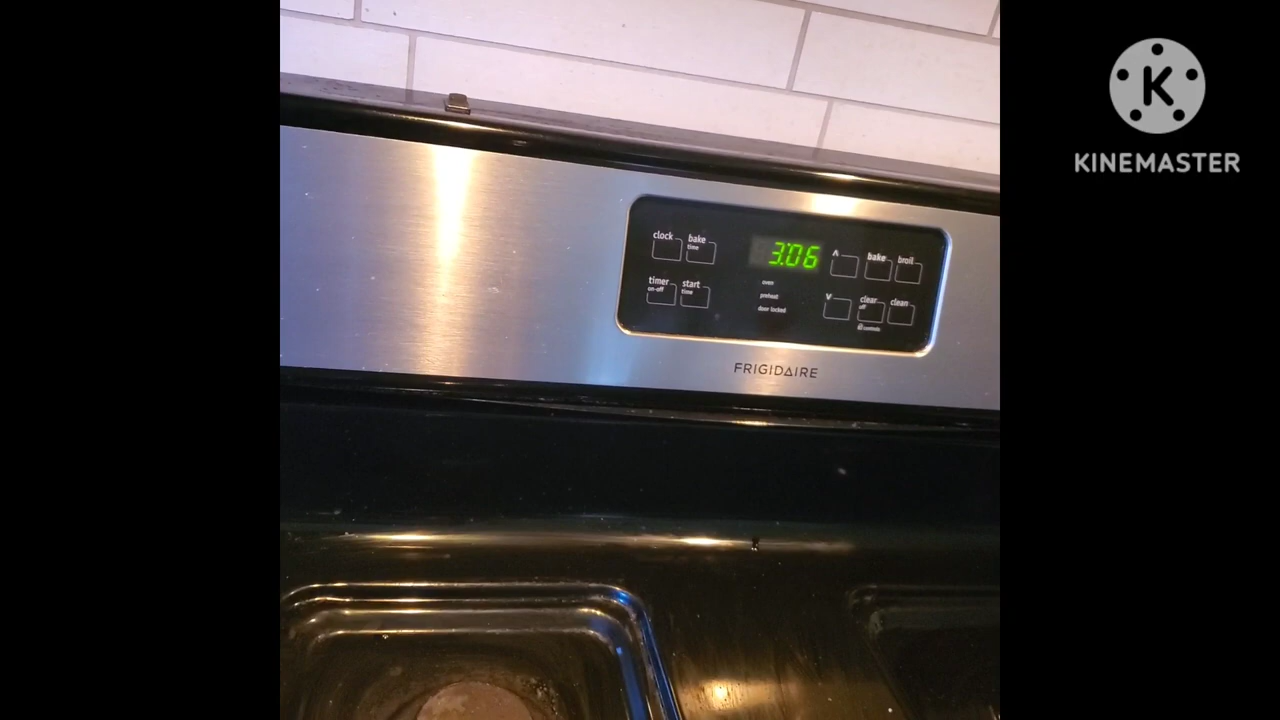 KINEMASTER
clock
bake
time
3:06
^
bake
broil
timer
on-off
start
time
oven
preheat
door locked
v
clear
off
clean
controls
FRIGIDAIRE